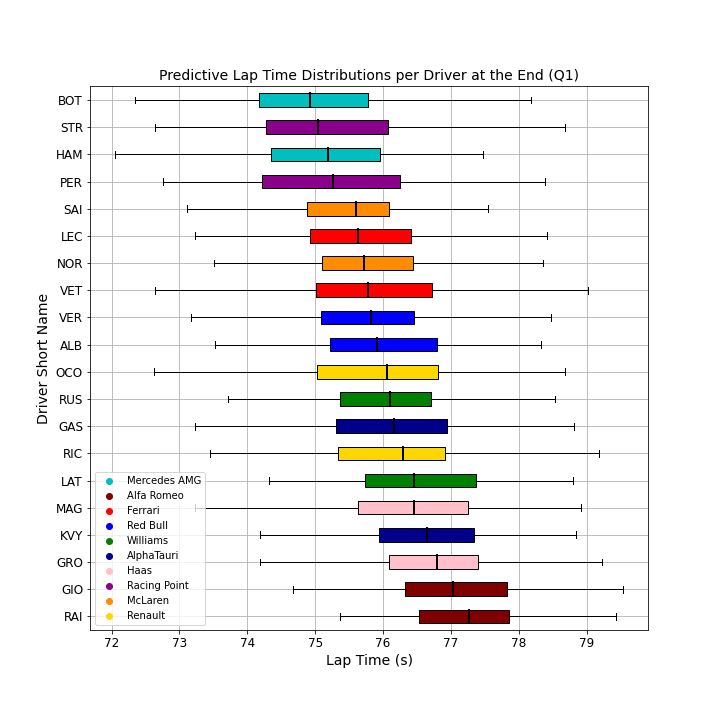 Predictive Lap Time Distributions per Driver at the End (Q1)
Driver Short Name
BOT
STR
HAM
PER
SAI
LEC
NOR
VET
VER
ALB
OCO
RUS
GAS
RIC
LAT
MAG
KVY
GRO
GIO
RAI
Mercedes AMG
Alfa Romeo
Ferrari
Red Bull
Williams
AlphaTauri
Haas
Racing Point
McLaren
Renault
72 73 74 75 76 77 78 79
Lap Time (s)